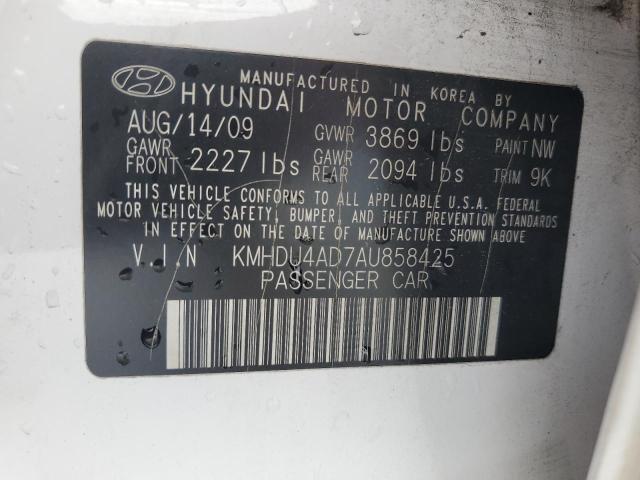 MANUFACTURED IN KOREA BY
HYUNDAI MOTOR COMPANY
AUG/14/09 GVWR 3869 lbs PAINT NW
GAWR FRONT 2227 lbs GAWR REAR 2094 lbs TRIM 9K
THIS VEHICLE CONFORMS TO ALL APPLICABLE U.S.A. FEDERAL
MOTOR VEHICLE SAFETY, BUMPER, AND THEFT PREVENTION STANDARDS
IN EFFECT ON THE DATE OF MANUFACTURE SHOWN ABOVE.
V.I.N KMHDU4AD7AU858425
PASSENGER CAR